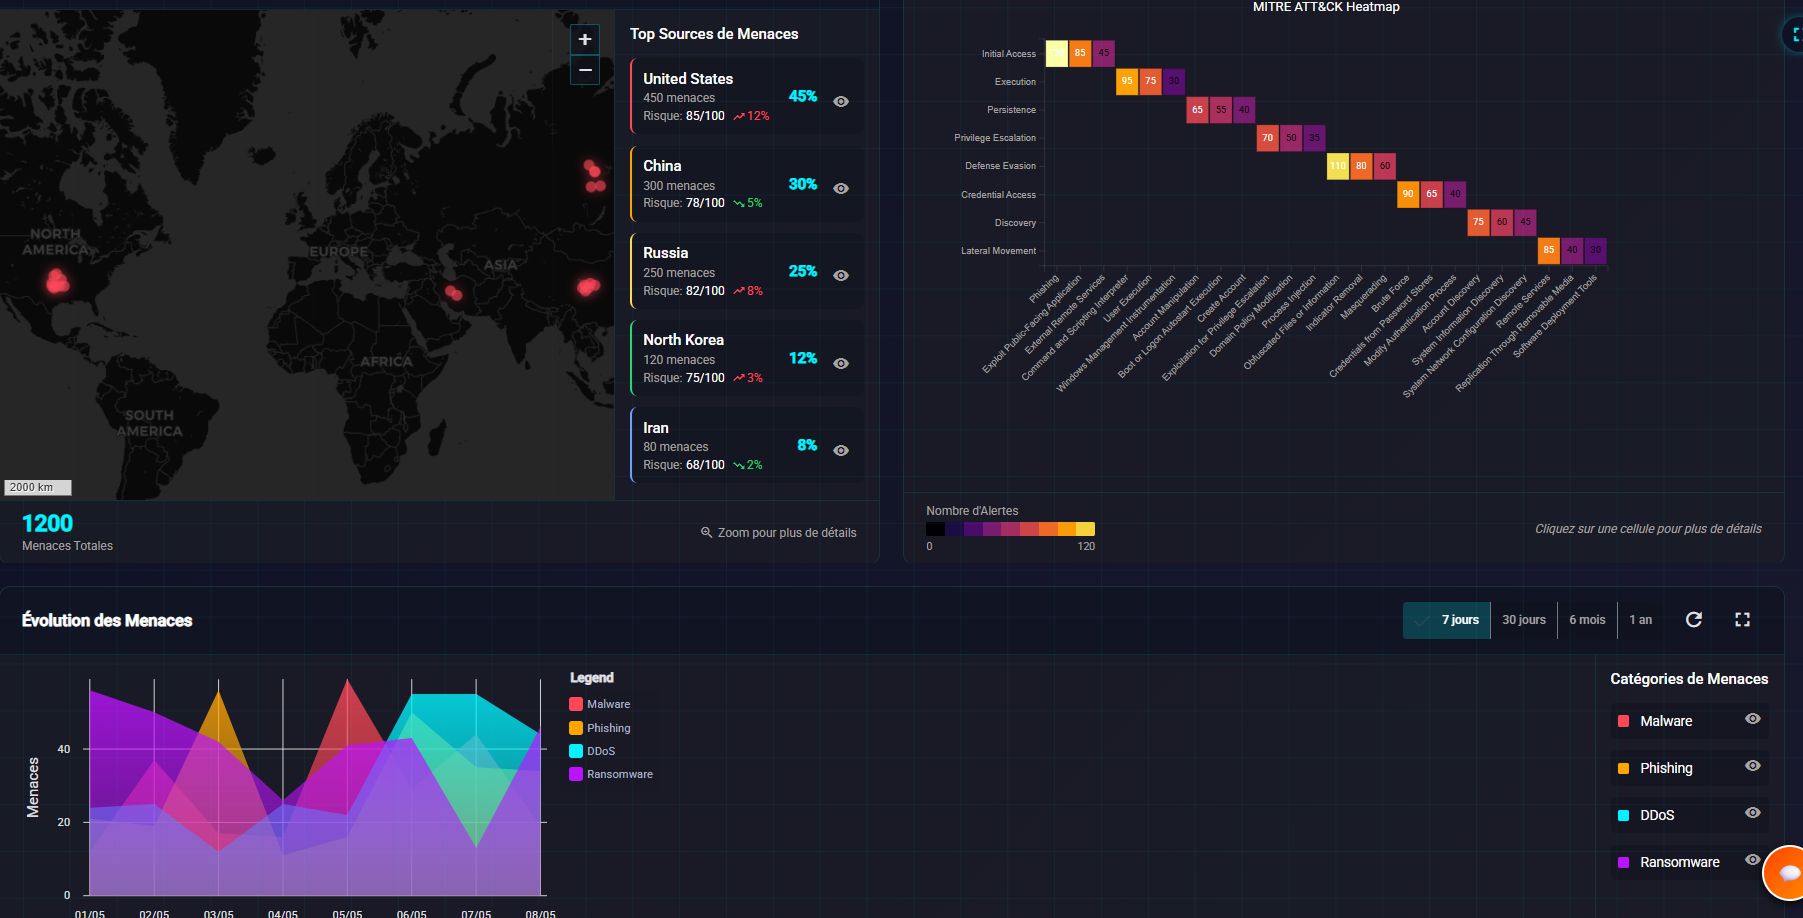 NORTH
AMERICA
EUROPE
ASIA
AFRICA
SOUTH
AMERICA
+
−
2000 km
1200
Menaces Totales
Zoom pour plus de détails
Top Sources de Menaces
United States
450 menaces
45%
Risque: 85/100 12%
China
300 menaces
30%
Risque: 78/100 5%
Russia
250 menaces
25%
Risque: 82/100 8%
North Korea
120 menaces
12%
Risque: 75/100 3%
Iran
80 menaces
8%
Risque: 68/100 2%
MITRE ATT&CK Heatmap
Initial Access 85 45
Execution 95 75 30
Persistence 65 55 40
Privilege Escalation 70 50 35
Defense Evasion 110 80 60
Credential Access 90 65 40
Discovery 75 60 45
Lateral Movement 85 40 30
Phishing
Exploit Public-Facing Application
External Remote Services
Command and Scripting Interpreter
User Execution
Windows Management Instrumentation
Account Manipulation
Boot or Logon Autostart Execution
Create Account
Exploitation for Privilege Escalation
Domain Policy Modification
Process Injection
Obfuscated Files or Information
Indicator Removal
Masquerading
Brute Force
Credentials from Password Stores
Modify Authentication Process
Account Discovery
System Information Discovery
System Network Configuration Discovery
Remote Services
Replication Through Removable Media
Software Deployment Tools
Nombre d'Alertes
0 120
Cliquez sur une cellule pour plus de détails
Évolution des Menaces
7 jours
30 jours
6 mois
1 an
Menaces
40
20
0
01/05 02/05 03/05 04/05 05/05 06/05 07/05 08/05
Legend
Malware
Phishing
DDoS
Ransomware
Catégories de Menaces
Malware
Phishing
DDoS
Ransomware